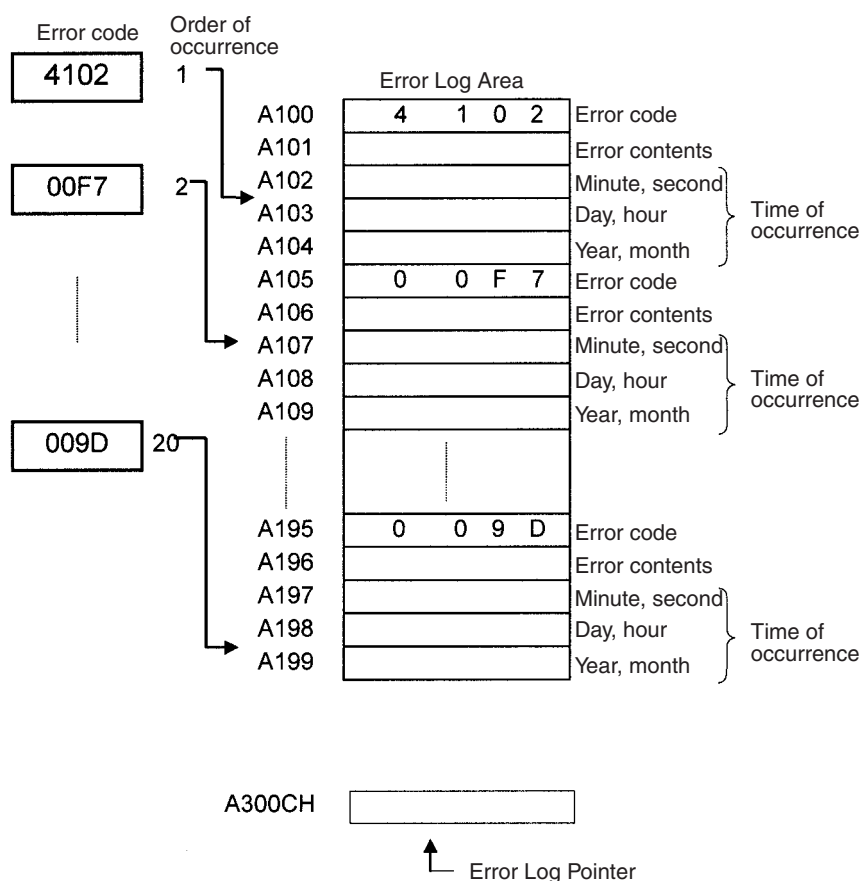 Error code
Order of
occurrence
4102 1
Error Log Area
A100 4 1 0 2 Error code
A101 Error contents
00F7 2
A102 Minute, second
A103 Day, hour
A104 Year, month
Time of
occurrence
A105 0 0 F 7 Error code
A106 Error contents
A107 Minute, second
A108 Day, hour
A109 Year, month
Time of
occurrence
009D 20
A195 0 0 9 D Error code
A196 Error contents
A197 Minute, second
A198 Day, hour
A199 Year, month
Time of
occurrence
A300CH
Error Log Pointer